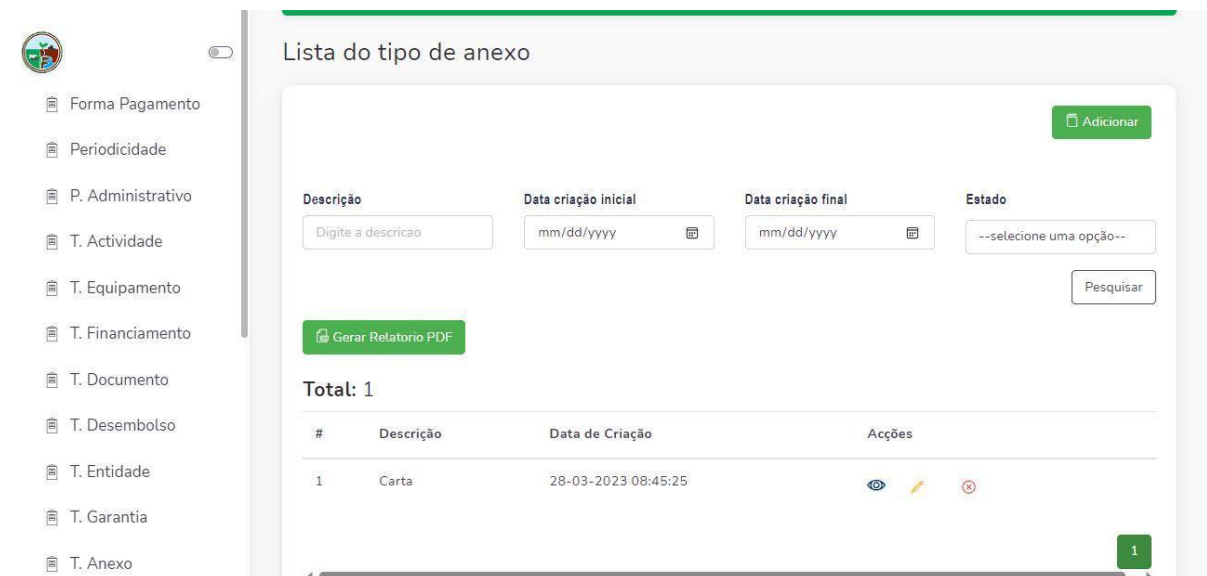 Forma Pagamento
Periodicidade
P. Administrativo
T. Actividade
T. Equipamento
T. Financiamento
T. Documento
T. Desembolso
T. Entidade
T. Garantia
T. Anexo
Lista do tipo de anexo
Adicionar
Descrição Data criação inicial Data criação final Estado
Digite a descricao mm/dd/yyyy mm/dd/yyyy --selecione uma opção--
Pesquisar
Gerar Relatorio PDF
Total: 1
# Descrição Data de Criação Acções
1 Carta 28-03-2023 08:45:25
1